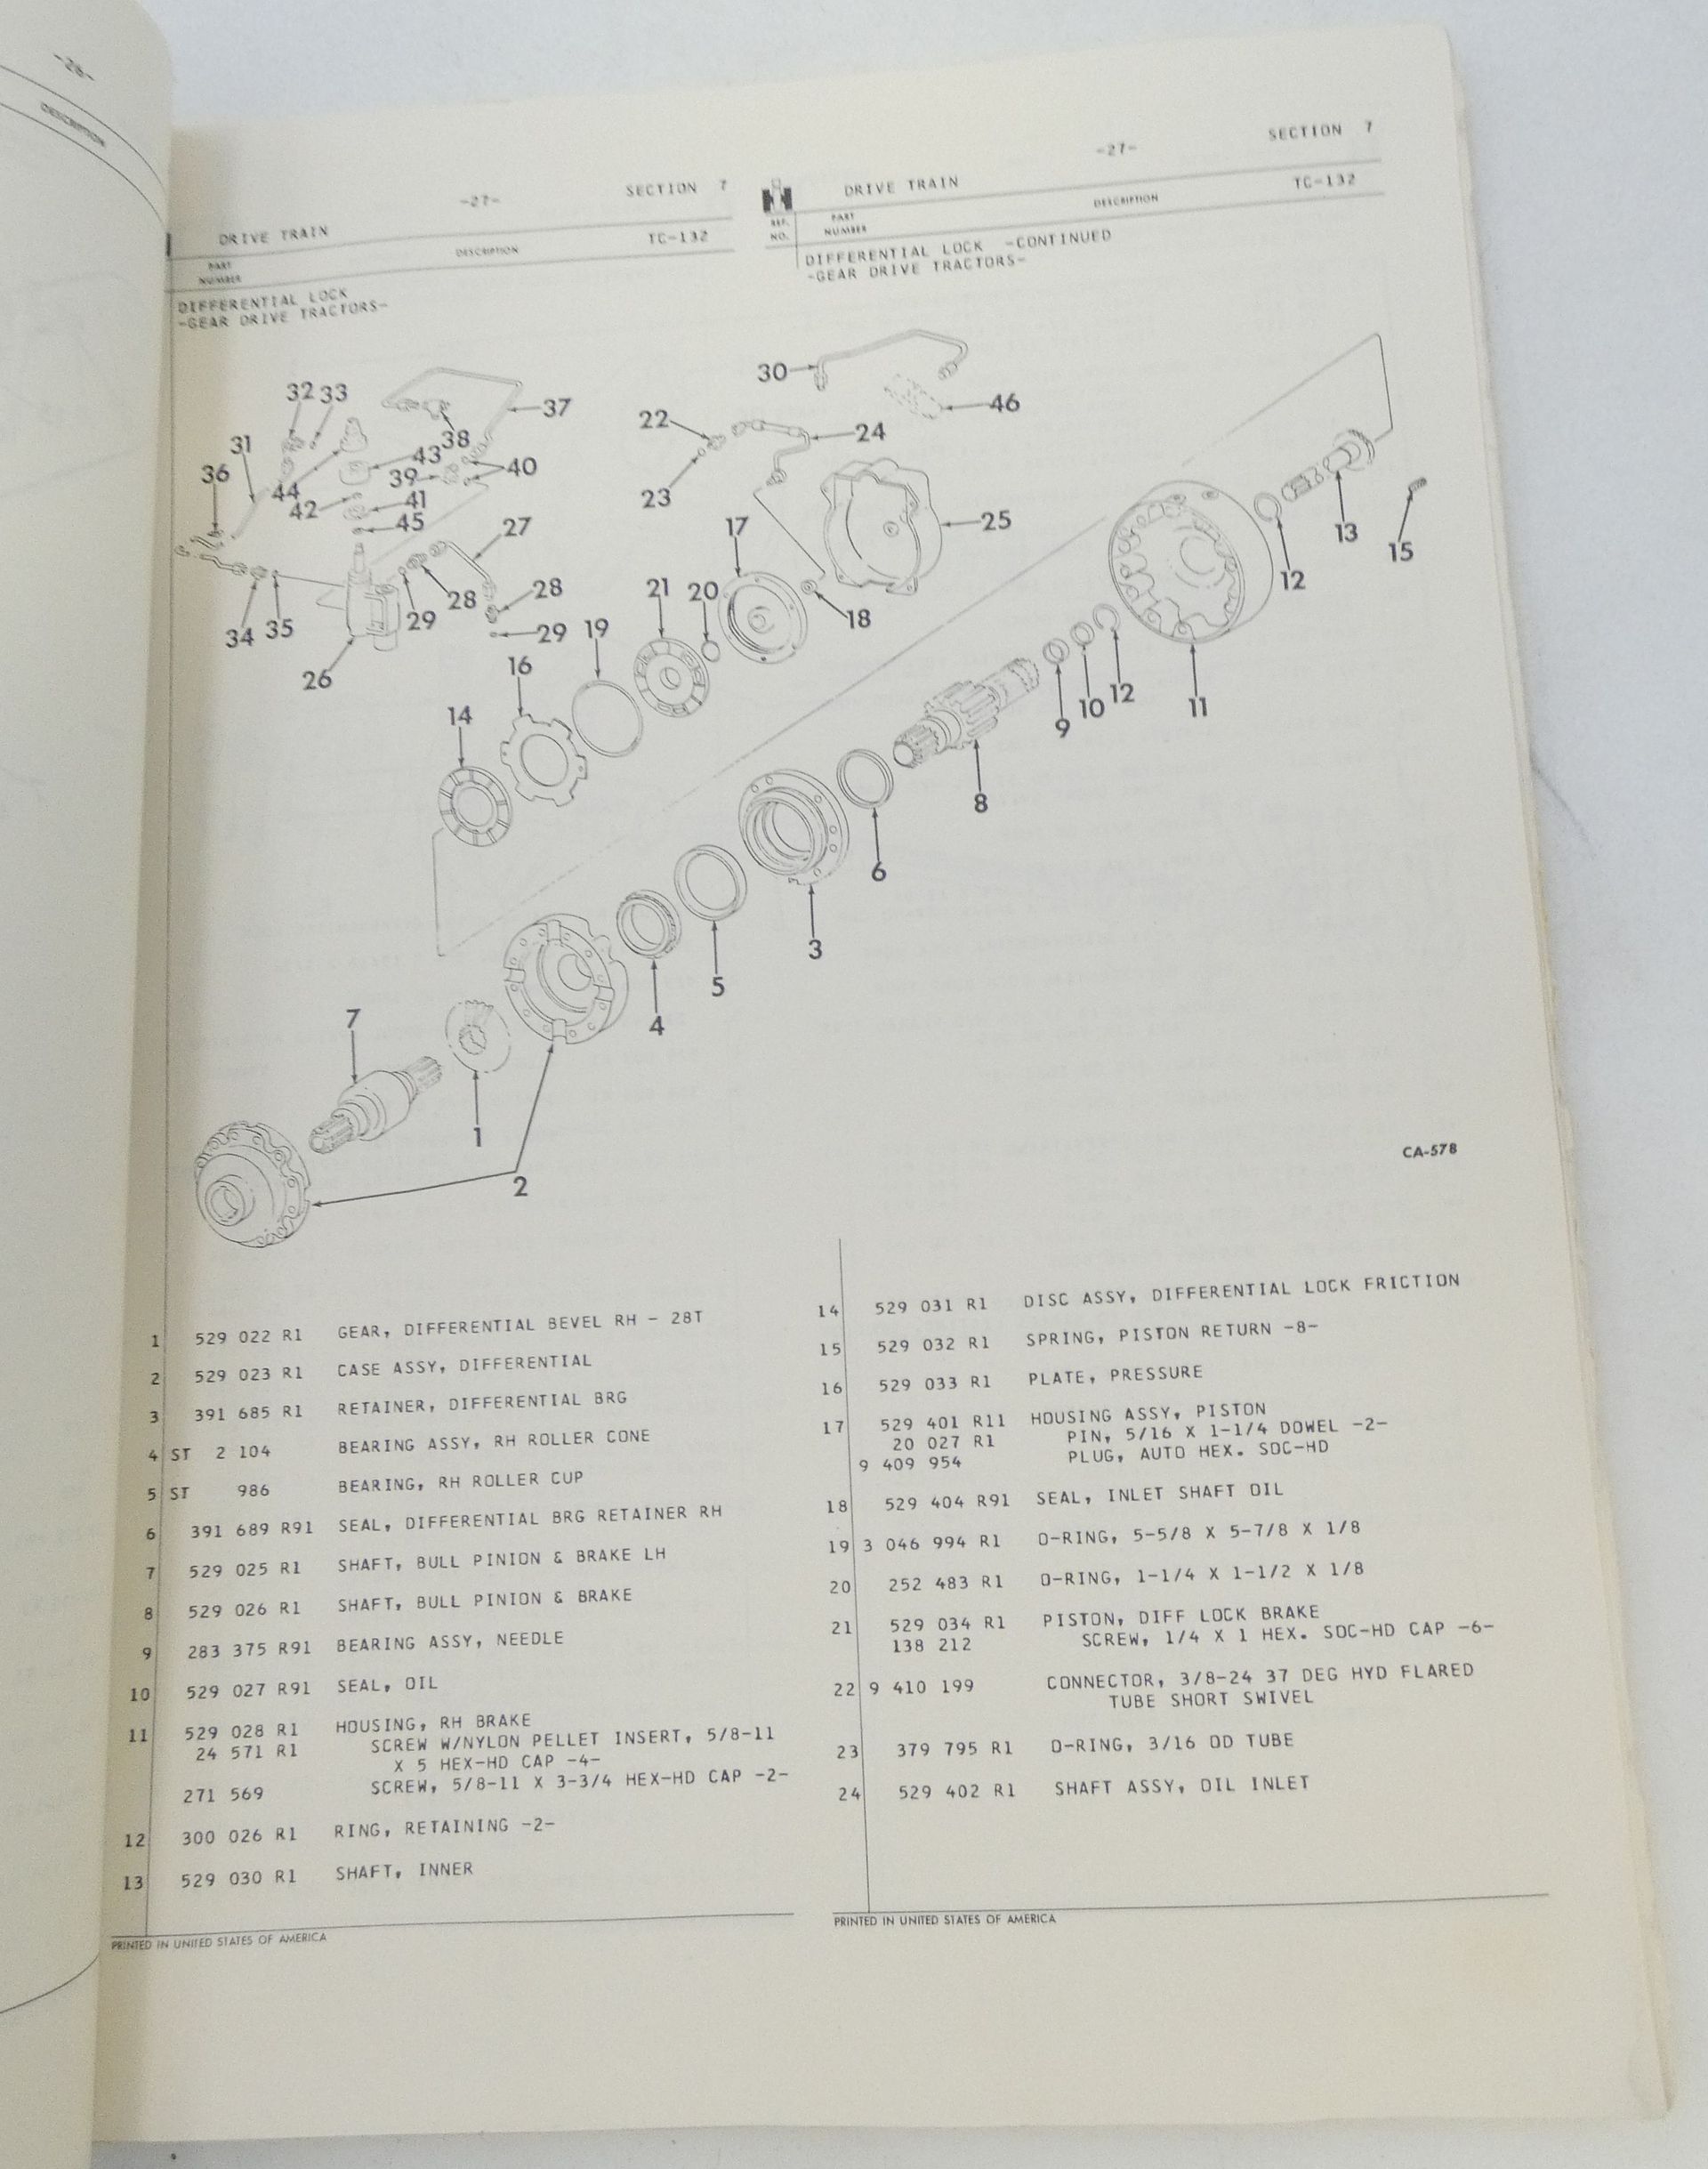 -26-
DESCRIPTION
-27-
SECTION 7
DRIVE TRAIN
PART
NUMBER
DESCRIPTION
TC-132
DIFFERENTIAL LOCK
-GEAR DRIVE TRACTORS-
-27-
SECTION 7
IH
DRIVE TRAIN
REF.
NO.
PART
NUMBER
DESCRIPTION
TC-132
DIFFERENTIAL LOCK -CONTINUED
-GEAR DRIVE TRACTORS-
30
46
32 33
37
22
24
31
38
36
43
39
40
44
42
41
45
23
27
17
25
13
15
12
28
28
21
20
18
34
35
29
29
19
26
16
14
9
10
12
11
8
6
3
5
4
7
1
2
CA-578
1 529 022 R1 GEAR, DIFFERENTIAL BEVEL RH - 28T
2 529 023 R1 CASE ASSY, DIFFERENTIAL
3 391 685 R1 RETAINER, DIFFERENTIAL BRG
4 ST 2 104 BEARING ASSY, RH ROLLER CONE
5 ST 986 BEARING, RH ROLLER CUP
6 391 689 R91 SEAL, DIFFERENTIAL BRG RETAINER RH
7 529 025 R1 SHAFT, BULL PINION & BRAKE LH
8 529 026 R1 SHAFT, BULL PINION & BRAKE
9 283 375 R91 BEARING ASSY, NEEDLE
10 529 027 R91 SEAL, OIL
11 529 028 R1 HOUSING, RH BRAKE
24 571 R1 SCREW W/NYLON PELLET INSERT, 5/8-11
X 5 HEX-HD CAP -4-
271 569 SCREW, 5/8-11 X 3-3/4 HEX-HD CAP -2-
12 300 026 R1 RING, RETAINING -2-
13 529 030 R1 SHAFT, INNER
PRINTED IN UNITED STATES OF AMERICA
14 529 031 R1 DISC ASSY, DIFFERENTIAL LOCK FRICTION
15 529 032 R1 SPRING, PISTON RETURN -8-
16 529 033 R1 PLATE, PRESSURE
17 529 401 R11 HOUSING ASSY, PISTON
20 027 R1 PIN, 5/16 X 1-1/4 DOWEL -2-
9 409 954 PLUG, AUTO HEX. SOC-HD
18 529 404 R91 SEAL, INLET SHAFT OIL
19 3 046 994 R1 O-RING, 5-5/8 X 5-7/8 X 1/8
20 252 483 R1 O-RING, 1-1/4 X 1-1/2 X 1/8
21 529 034 R1 PISTON, DIFF LOCK BRAKE
138 212 SCREW, 1/4 X 1 HEX. SOC-HD CAP -6-
22 9 410 199 CONNECTOR, 3/8-24 37 DEG HYD FLARED
TUBE SHORT SWIVEL
23 379 795 R1 O-RING, 3/16 OD TUBE
24 529 402 R1 SHAFT ASSY, OIL INLET
PRINTED IN UNITED STATES OF AMERICA